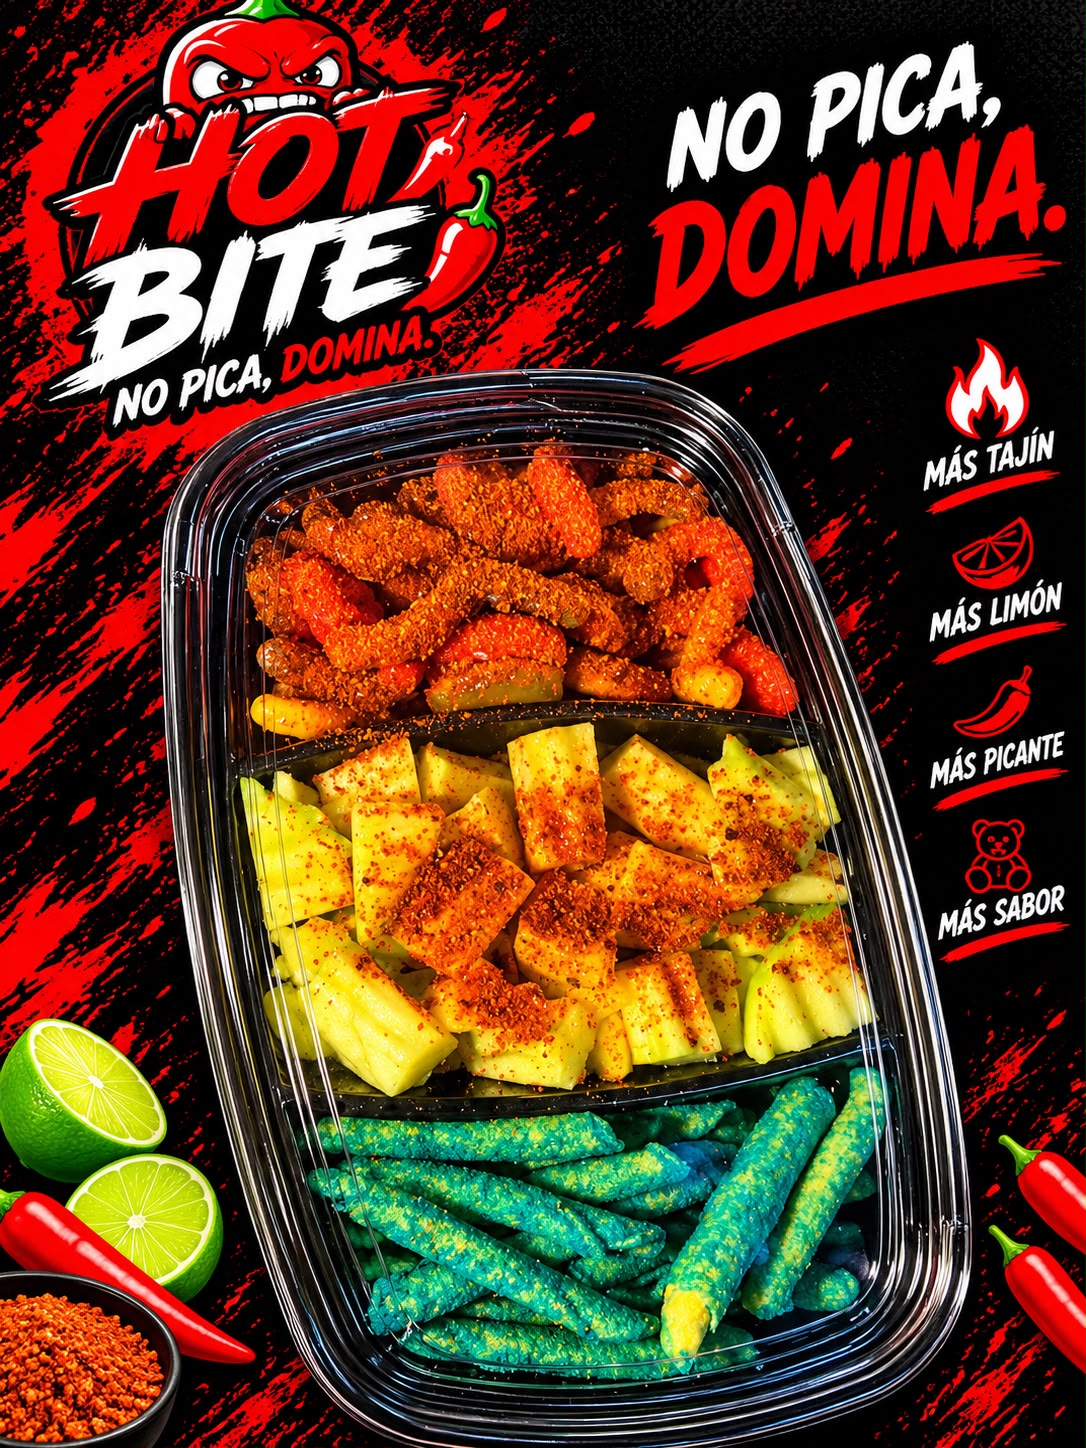 HOT
BITE
NO PICA, DOMINA.
NO PICA,
DOMINA.
MÁS TAJÍN
MÁS LIMÓN
MÁS PICANTE
MÁS SABOR